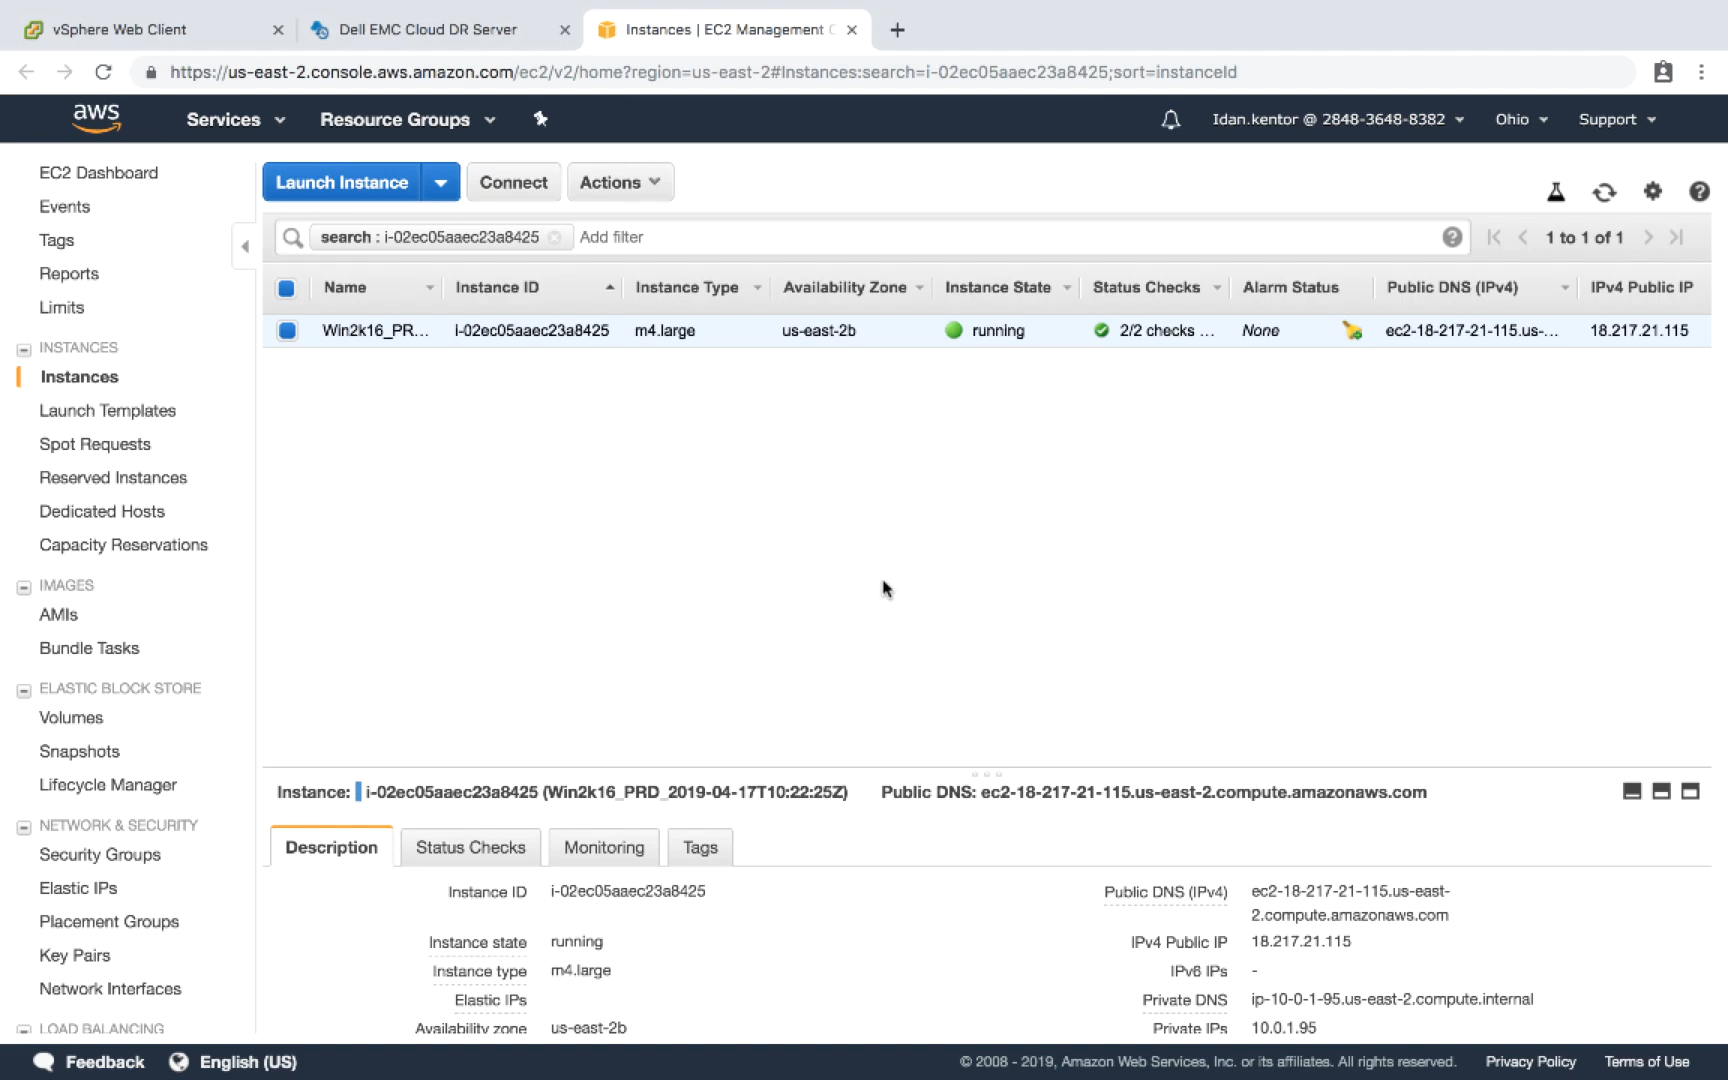 vSphere Web Client
Dell EMC Cloud DR Server
Instances | EC2 Management C
https://us-east-2.console.aws.amazon.com/ec2/v2/home?region=us-east-2#Instances:search=i-02ec05aaec23a8425;sort=instanceId
aws
Services
Resource Groups
Idan.kentor @ 2848-3648-8382
Ohio
Support
EC2 Dashboard
Events
Tags
Reports
Limits
INSTANCES
Instances
Launch Templates
Spot Requests
Reserved Instances
Dedicated Hosts
Capacity Reservations
IMAGES
AMIs
Bundle Tasks
ELASTIC BLOCK STORE
Volumes
Snapshots
Lifecycle Manager
NETWORK & SECURITY
Security Groups
Elastic IPs
Placement Groups
Key Pairs
Network Interfaces
LOAD BALANCING
Launch Instance
Connect
Actions
search : i-02ec05aaec23a8425
Add filter
1 to 1 of 1
Name Instance ID Instance Type Availability Zone Instance State Status Checks Alarm Status Public DNS (IPv4) IPv4 Public IP
Win2k16_PR... i-02ec05aaec23a8425 m4.large us-east-2b running 2/2 checks ... None ec2-18-217-21-115.us-... 18.217.21.115
Instance: i-02ec05aaec23a8425 (Win2k16_PRD_2019-04-17T10:22:25Z) Public DNS: ec2-18-217-21-115.us-east-2.compute.amazonaws.com
Description
Status Checks
Monitoring
Tags
Instance ID i-02ec05aaec23a8425
Instance state running
Instance type m4.large
Elastic IPs
Availability zone us-east-2b
Public DNS (IPv4) ec2-18-217-21-115.us-east-
2.compute.amazonaws.com
IPv4 Public IP 18.217.21.115
IPv6 IPs -
Private DNS ip-10-0-1-95.us-east-2.compute.internal
Private IPs 10.0.1.95
Feedback
English (US)
© 2008 - 2019, Amazon Web Services, Inc. or its affiliates. All rights reserved.
Privacy Policy
Terms of Use